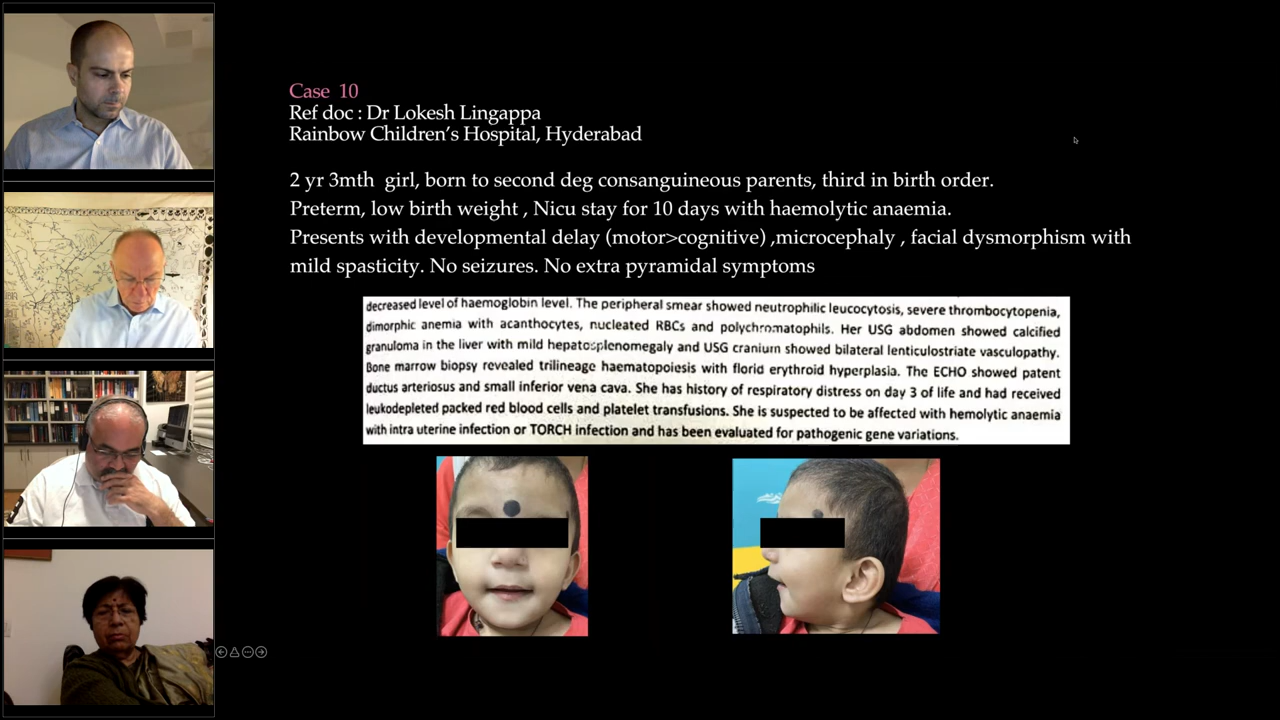 Case 10
Ref doc : Dr Lokesh Lingappa
Rainbow Children's Hospital, Hyderabad
2 yr 3mth girl, born to second deg consanguineous parents, third in birth order.
Preterm, low birth weight , Nicu stay for 10 days with haemolytic anaemia.
Presents with developmental delay (motor>cognitive) ,microcephaly , facial dysmorphism with
mild spasticity. No seizures. No extra pyramidal symptoms
decreased level of haemoglobin level. The peripheral smear showed neutrophilic leucocytosis, severe thrombocytopenia,
dimorphic anemia with acanthocytes, nucleated RBCs and polychromatophils. Her USG abdomen showed calcified
granuloma in the liver with mild hepatosplenomegaly and USG cranium showed bilateral lenticulostriate vasculopathy.
Bone marrow biopsy revealed trilineage haematopoiesis with florid erythroid hyperplasia. The ECHO showed patent
ductus arteriosus and small inferior vena cava. She has history of respiratory distress on day 3 of life and had received
leukodepleted packed red blood cells and platelet transfusions. She is suspected to be affected with hemolytic anaemia
with intra uterine infection or TORCH infection and has been evaluated for pathogenic gene variations.